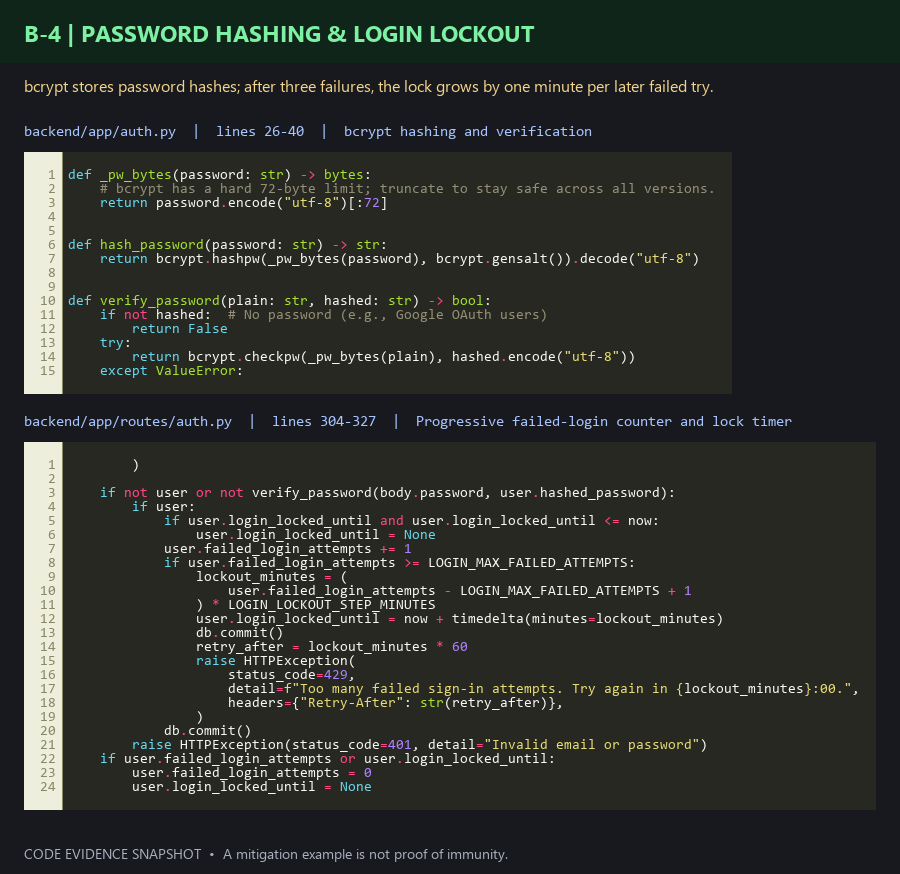 B-4 | PASSWORD HASHING & LOGIN LOCKOUT
bcrypt stores password hashes; after three failures, the lock grows by one minute per later failed try.
backend/app/auth.py | lines 26-40 | bcrypt hashing and verification
1 def _pw_bytes(password: str) -> bytes:
2     # bcrypt has a hard 72-byte limit; truncate to stay safe across all versions.
3     return password.encode("utf-8")[:72]
4
5
6 def hash_password(password: str) -> str:
7     return bcrypt.hashpw(_pw_bytes(password), bcrypt.gensalt()).decode("utf-8")
8
9
10 def verify_password(plain: str, hashed: str) -> bool:
11     if not hashed:  # No password (e.g., Google OAuth users)
12         return False
13     try:
14         return bcrypt.checkpw(_pw_bytes(plain), hashed.encode("utf-8"))
15     except ValueError:
backend/app/routes/auth.py | lines 304-327 | Progressive failed-login counter and lock timer
1         )
2
3     if not user or not verify_password(body.password, user.hashed_password):
4         if user:
5             if user.login_locked_until and user.login_locked_until <= now:
6                 user.login_locked_until = None
7             user.failed_login_attempts += 1
8             if user.failed_login_attempts >= LOGIN_MAX_FAILED_ATTEMPTS:
9                 lockout_minutes = (
10                     user.failed_login_attempts - LOGIN_MAX_FAILED_ATTEMPTS + 1
11                 ) * LOGIN_LOCKOUT_STEP_MINUTES
12                 user.login_locked_until = now + timedelta(minutes=lockout_minutes)
13                 db.commit()
14                 retry_after = lockout_minutes * 60
15                 raise HTTPException(
16                     status_code=429,
17                     detail=f"Too many failed sign-in attempts. Try again in {lockout_minutes}:00.",
18                     headers={"Retry-After": str(retry_after)},
19                 )
20             db.commit()
21         raise HTTPException(status_code=401, detail="Invalid email or password")
22     if user.failed_login_attempts or user.login_locked_until:
23         user.failed_login_attempts = 0
24         user.login_locked_until = None
CODE EVIDENCE SNAPSHOT • A mitigation example is not proof of immunity.